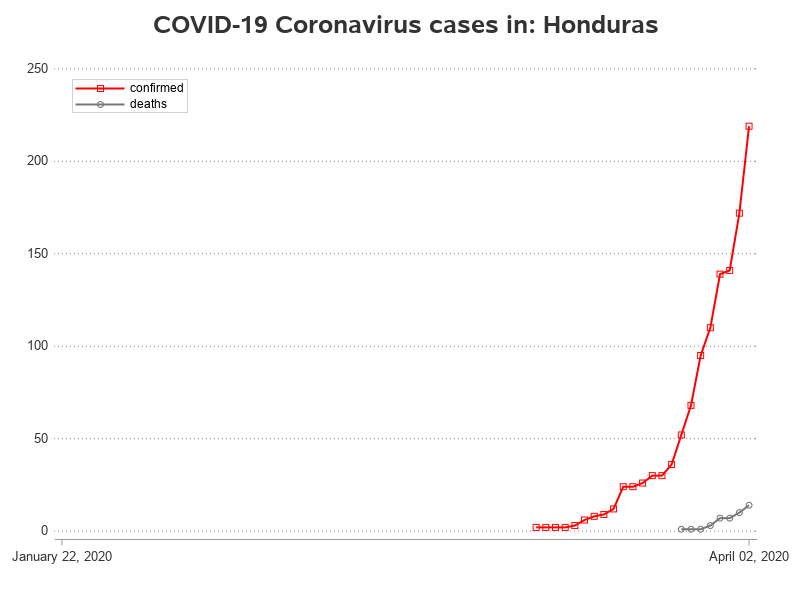 COVID-19 Coronavirus cases in: Honduras
250
confirmed
deaths
200
150
100
50
0
January 22, 2020
April 02, 2020